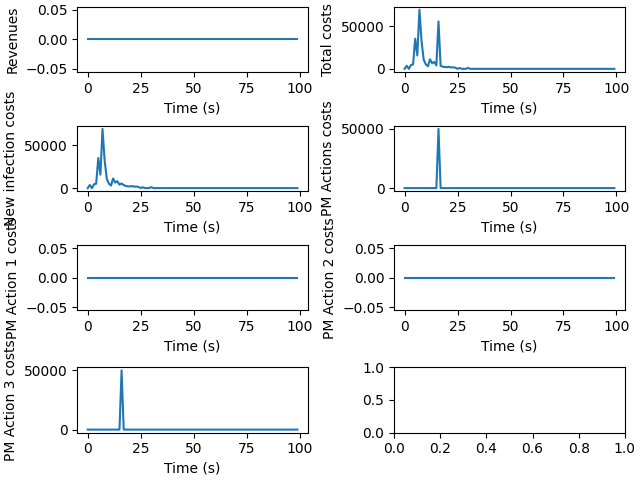 Revenues
0.05
0.00
−0.05
0 25 50 75 100
Time (s)
Total costs
50000
0
0 25 50 75 100
Time (s)
New infection costs
50000
0
0 25 50 75 100
Time (s)
PM Actions costs
50000
0
0 25 50 75 100
Time (s)
PM Action 1 costs
0.05
0.00
−0.05
0 25 50 75 100
Time (s)
PM Action 2 costs
0.05
0.00
−0.05
0 25 50 75 100
Time (s)
PM Action 3 costs
50000
0
0 25 50 75 100
Time (s)
1.0
0.5
0.0
0.0 0.2 0.4 0.6 0.8 1.0